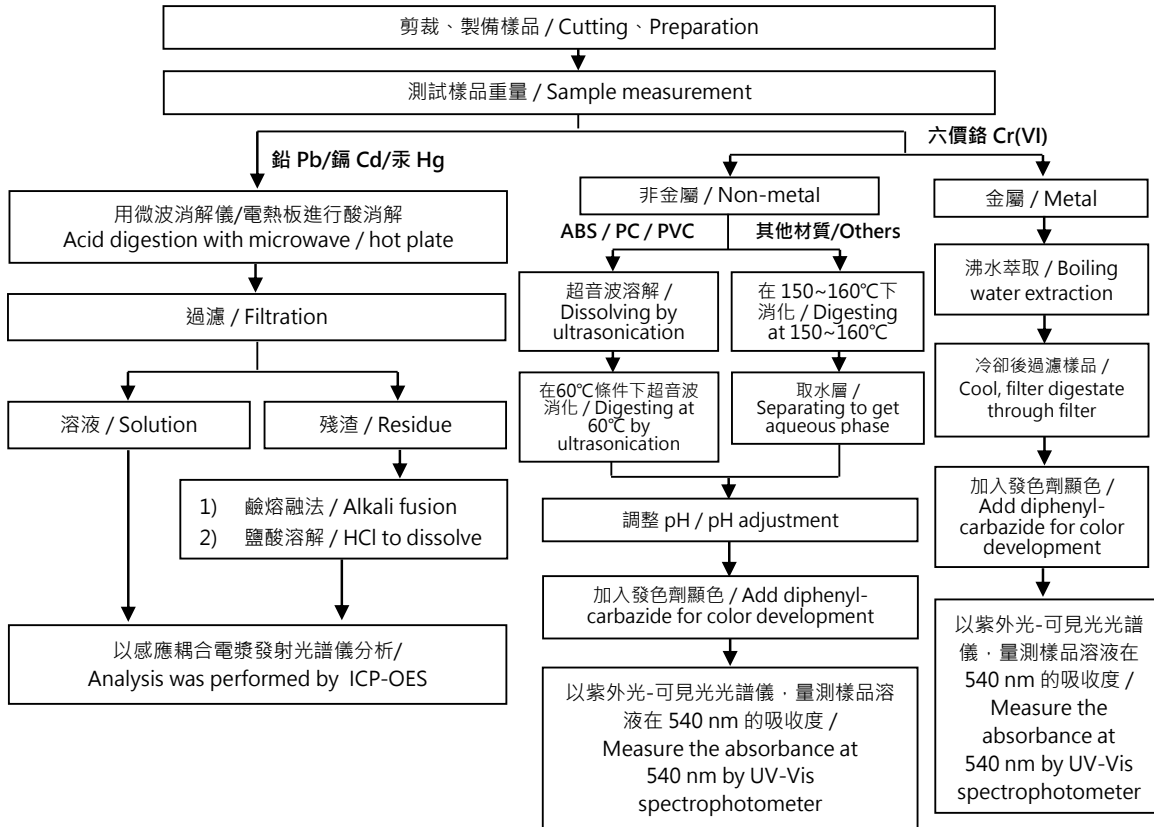 剪裁、製備樣品 / Cutting、Preparation
測試樣品重量 / Sample measurement
鉛 Pb/鎘 Cd/汞 Hg
六價鉻 Cr(VI)
用微波消解儀/電熱板進行酸消解
Acid digestion with microwave / hot plate
過濾 / Filtration
溶液 / Solution
殘渣 / Residue
1) 鹼熔融法 / Alkali fusion
2) 鹽酸溶解 / HCl to dissolve
以感應耦合電漿發射光譜儀分析/
Analysis was performed by ICP-OES
非金屬 / Non-metal
ABS / PC / PVC
其他材質/Others
超音波溶解 /
Dissolving by
ultrasonication
在60℃條件下超音波
消化 / Digesting at
60℃ by
ultrasonication
在 150~160℃下
消化 / Digesting
at 150~160℃
取水層 /
Separating to get
aqueous phase
調整 pH / pH adjustment
加入發色劑顯色 / Add diphenyl-
carbazide for color development
以紫外光-可見光光譜儀，量測樣品溶
液在 540 nm 的吸收度 /
Measure the absorbance at
540 nm by UV-Vis
spectrophotometer
金屬 / Metal
沸水萃取 / Boiling
water extraction
冷卻後過濾樣品 /
Cool, filter digestate
through filter
加入發色劑顯色 /
Add diphenyl-
carbazide for color
development
以紫外光-可見光光譜
儀，量測樣品溶液在
540 nm 的吸收度 /
Measure the
absorbance at
540 nm by UV-Vis
spectrophotometer